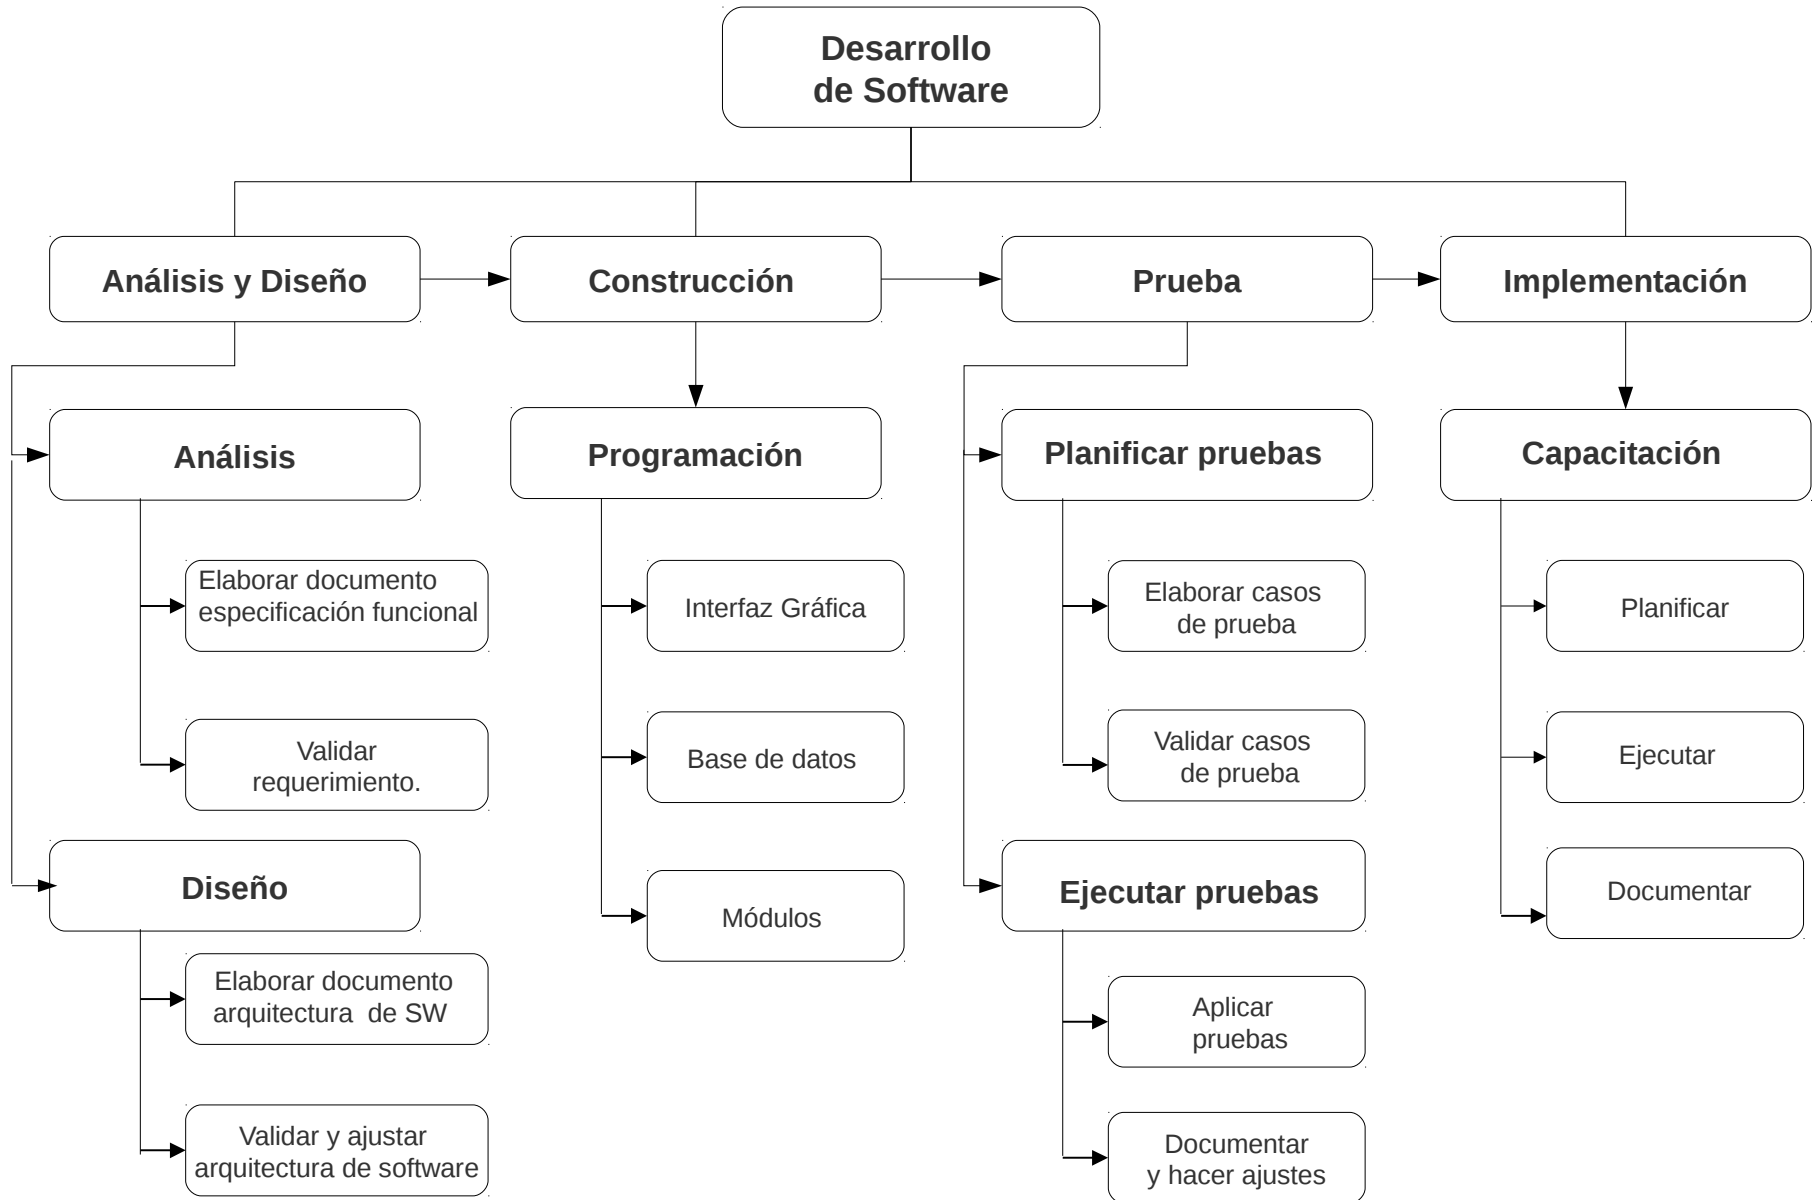 Desarrollo
de Software
Análisis y Diseño
Construcción
Prueba
Implementación
Análisis
Programación
Planificar pruebas
Capacitación
Elaborar documento
especificación funcional
Interfaz Gráfica
Elaborar casos
de prueba
Planificar
Validar
requerimiento.
Base de datos
Validar casos
de prueba
Ejecutar
Diseño
Módulos
Ejecutar pruebas
Documentar
Elaborar documento
arquitectura de SW
Aplicar
pruebas
Validar y ajustar
arquitectura de software
Documentar
y hacer ajustes